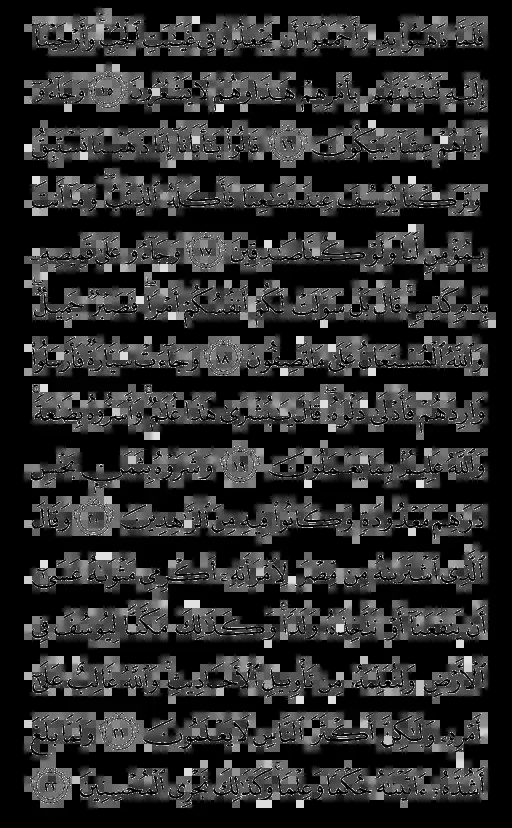 فَلَمَّا ذَهَبُوا۟ بِهِۦ وَأَجْمَعُوٓا۟ أَن يَجْعَلُوهُ فِى غَيَٰبَتِ ٱلْجُبِّ وَأَوْحَيْنَآ
إِلَيْهِ لَتُنَبِّئَنَّهُم بِأَمْرِهِمْ هَٰذَا وَهُمْ لَا يَشْعُرُونَ ١٥ وَجَآءُوٓ
أَبَاهُمْ عِشَآءً يَبْكُونَ ١٦ قَالُوا۟ يَٰٓأَبَانَآ إِنَّا ذَهَبْنَا نَسْتَبِقُ
وَتَرَكْنَا يُوسُفَ عِندَ مَتَٰعِنَا فَأَكَلَهُ ٱلذِّئْبُ وَمَآ أَنتَ
بِمُؤْمِنٍ لَّنَا وَلَوْ كُنَّا صَٰدِقِينَ ١٧ وَجَآءُو عَلَىٰ قَمِيصِهِۦ
بِدَمٍ كَذِبٍ قَالَ بَلْ سَوَّلَتْ لَكُمْ أَنفُسُكُمْ أَمْرًا فَصَبْرٌ جَمِيلٌ
وَٱللَّهُ ٱلْمُسْتَعَانُ عَلَىٰ مَا تَصِفُونَ ١٨ وَجَآءَتْ سَيَّارَةٌ فَأَرْسَلُوا۟
وَارِدَهُمْ فَأَدْلَىٰ دَلْوَهُۥ قَالَ يَٰبُشْرَىٰ هَٰذَا غُلَٰمٌ وَأَسَرُّوهُ بِضَٰعَةً
وَٱللَّهُ عَلِيمٌۢ بِمَا يَعْمَلُونَ ١٩ وَشَرَوْهُ بِثَمَنٍۭ بَخْسٍ
دَرَٰهِمَ مَعْدُودَةٍ وَكَانُوا۟ فِيهِ مِنَ ٱلزَّٰهِدِينَ ٢٠ وَقَالَ
ٱلَّذِى ٱشْتَرَىٰهُ مِن مِّصْرَ لِٱمْرَأَتِهِۦٓ أَكْرِمِى مَثْوَىٰهُ عَسَىٰٓ
أَن يَنفَعَنَآ أَوْ نَتَّخِذَهُۥ وَلَدًا وَكَذَٰلِكَ مَكَّنَّا لِيُوسُفَ فِى
ٱلْأَرْضِ وَلِنُعَلِّمَهُۥ مِن تَأْوِيلِ ٱلْأَحَادِيثِ وَٱللَّهُ غَالِبٌ عَلَىٰٓ
أَمْرِهِۦ وَلَٰكِنَّ أَكْثَرَ ٱلنَّاسِ لَا يَعْلَمُونَ ٢١ وَلَمَّا بَلَغَ
أَشُدَّهُۥٓ ءَاتَيْنَٰهُ حُكْمًا وَعِلْمًا وَكَذَٰلِكَ نَجْزِى ٱلْمُحْسِنِينَ ٢٢